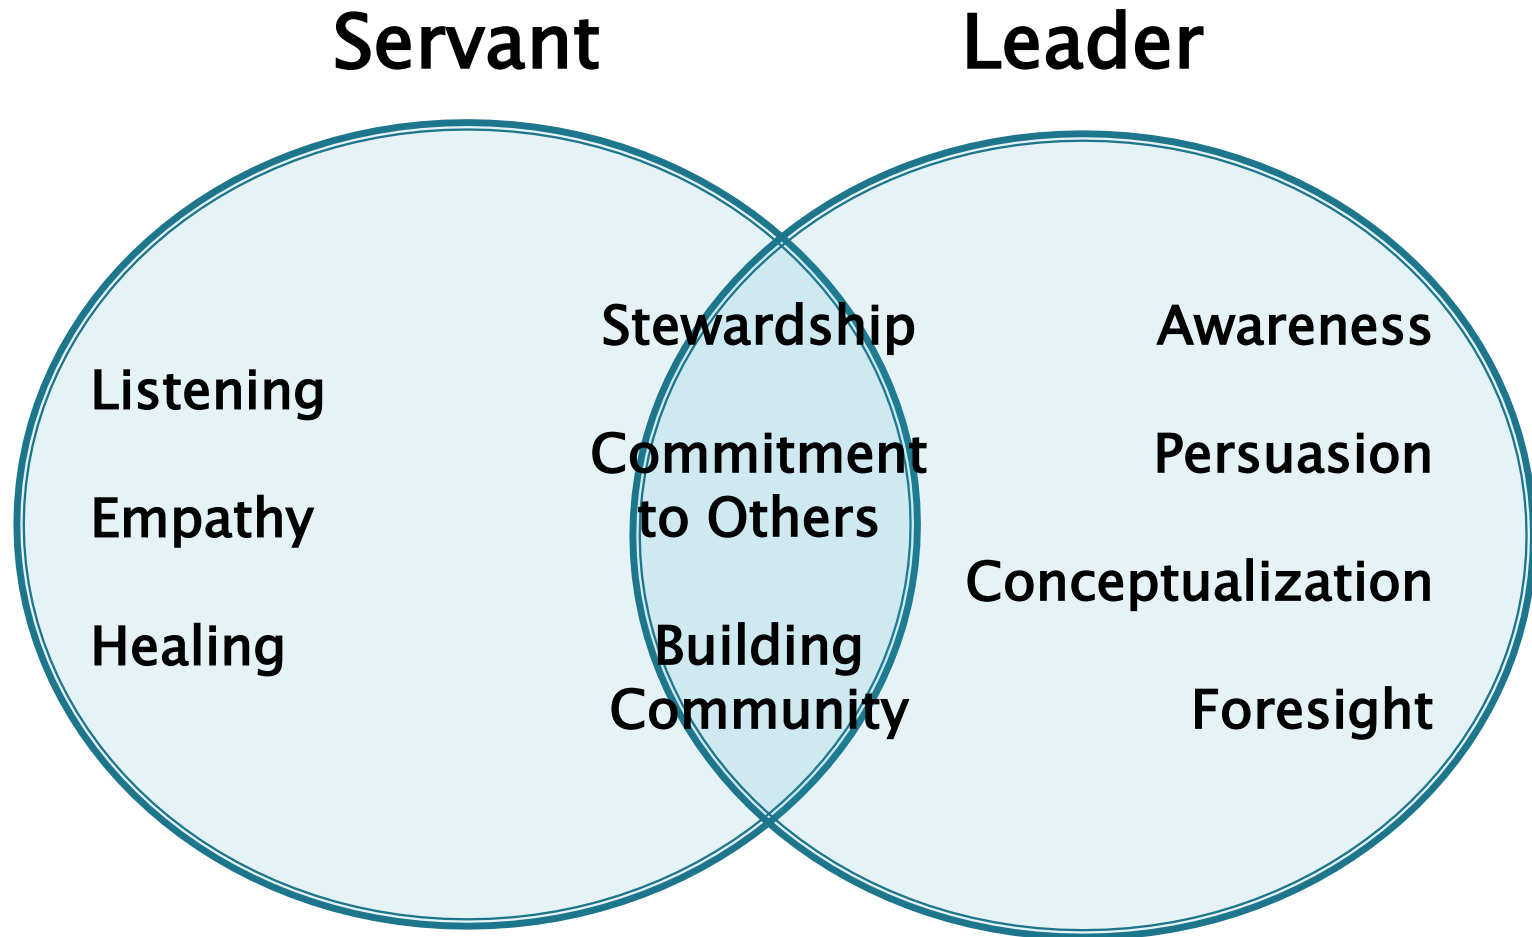 Servant
Leader
Listening
Empathy
Healing
Stewardship
Commitment
to Others
Building
Community
Awareness
Persuasion
Conceptualization
Foresight